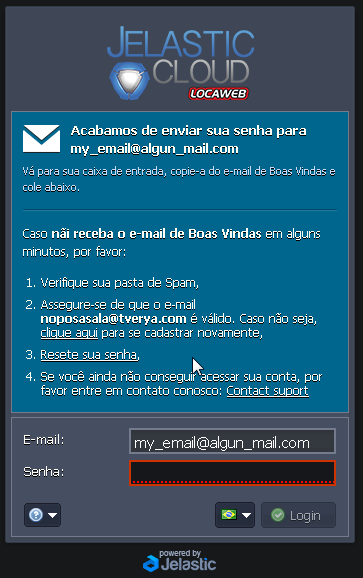 JELASTIC
CLOUD
LOCAWEB
Acabamos de enviar sua senha para
my_email@algun_mail.com
Vá para sua caixa de entrada, copie-a do e-mail de Boas Vindas e
cole abaixo.
Caso nãi receba o e-mail de Boas Vindas em alguns
minutos, por favor:
1. Verifique sua pasta de Spam,
2. Assegure-se de que o e-mail
noposasala@tverya.com é válido. Caso não seja,
clique aqui para se cadastrar novamente,
3. Resete sua senha,
4. Se você ainda não conseguir acessar sua conta, por
favor entre em contato conosco: Contact suport
E-mail:
my_email@algun_mail.com
Senha:
Login
powered by
Jelastic